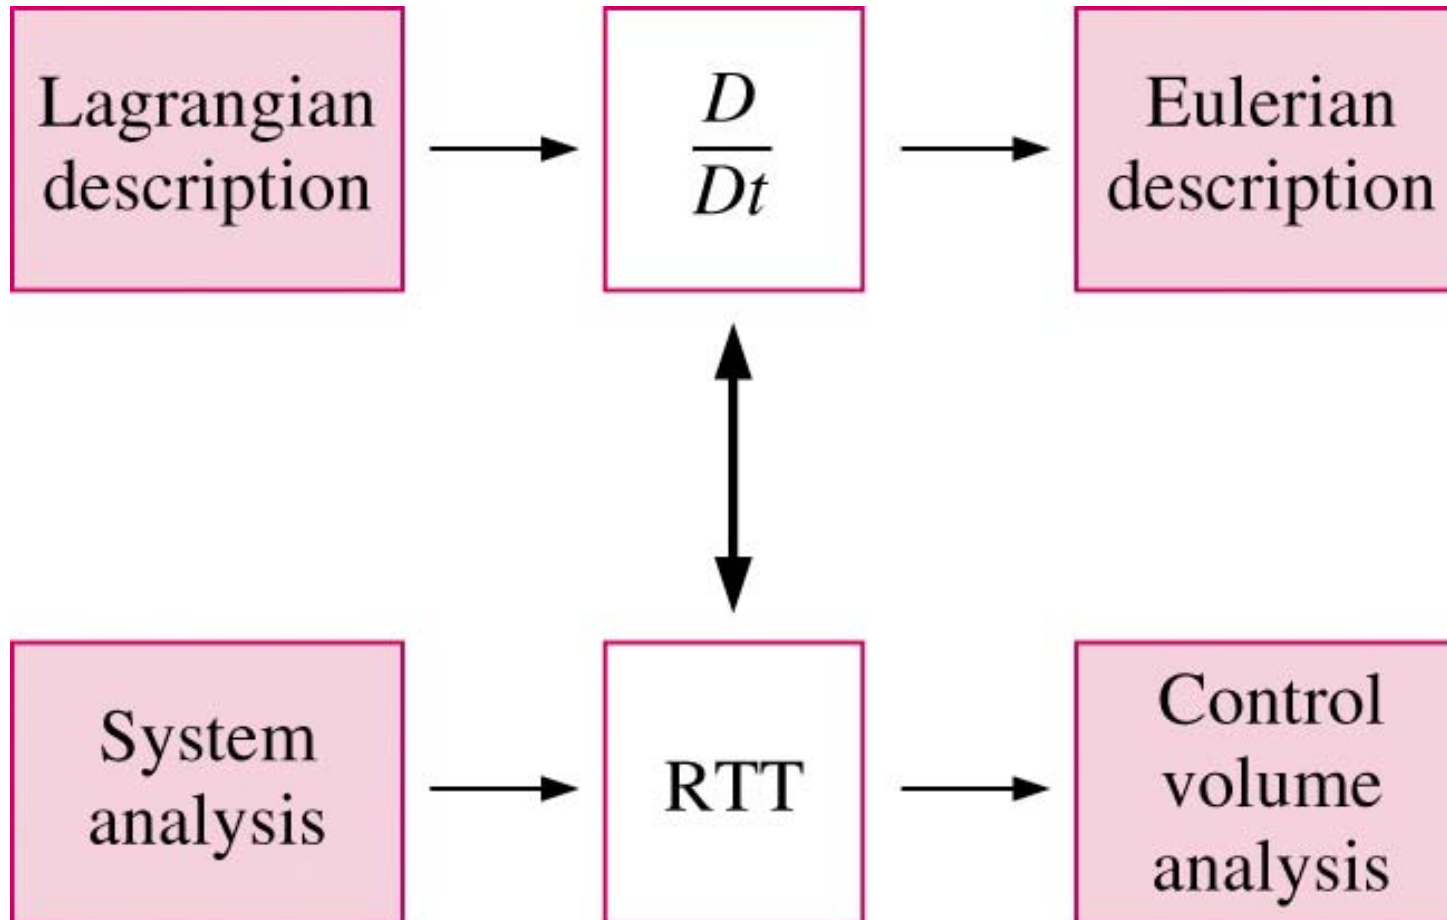 Lagrangian
description
D
Dt
Eulerian
description
System
analysis
RTT
Control
volume
analysis